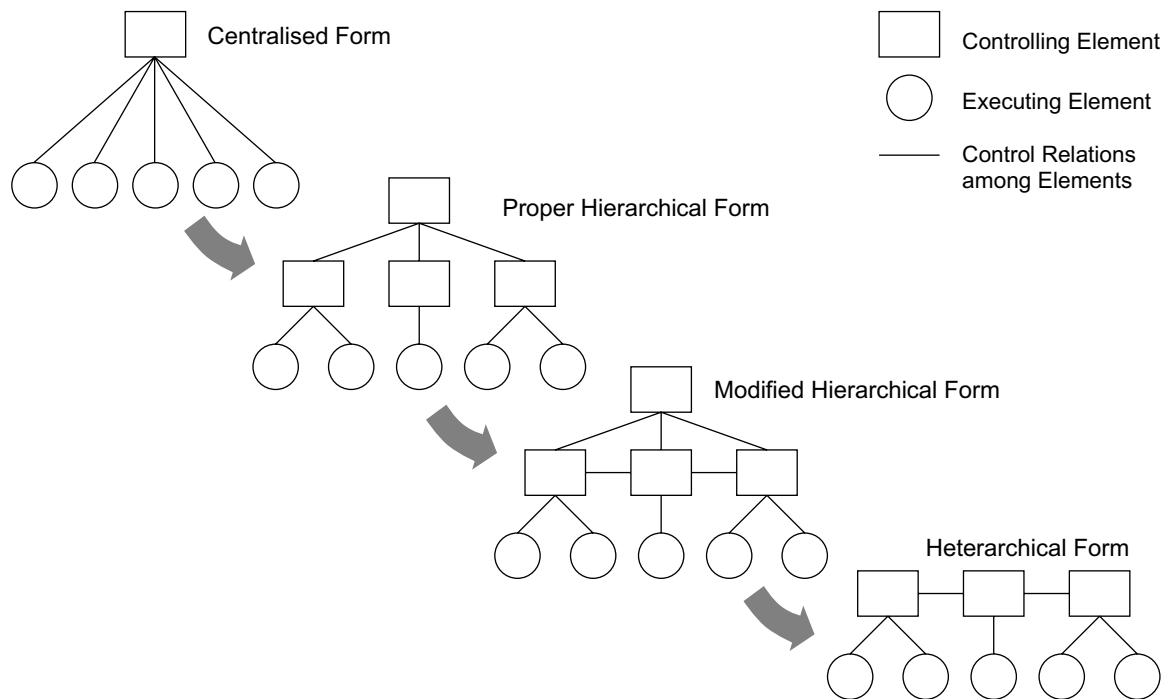 Centralised Form
Controlling Element
Executing Element
Control Relations
among Elements
Proper Hierarchical Form
Modified Hierarchical Form
Heterarchical Form